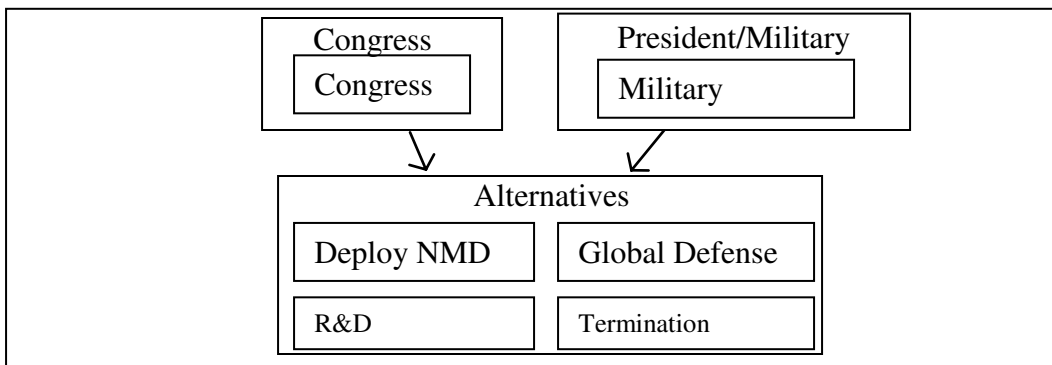 Congress
Congress
President/Military
Military
Alternatives
Deploy NMD
Global Defense
R&D
Termination